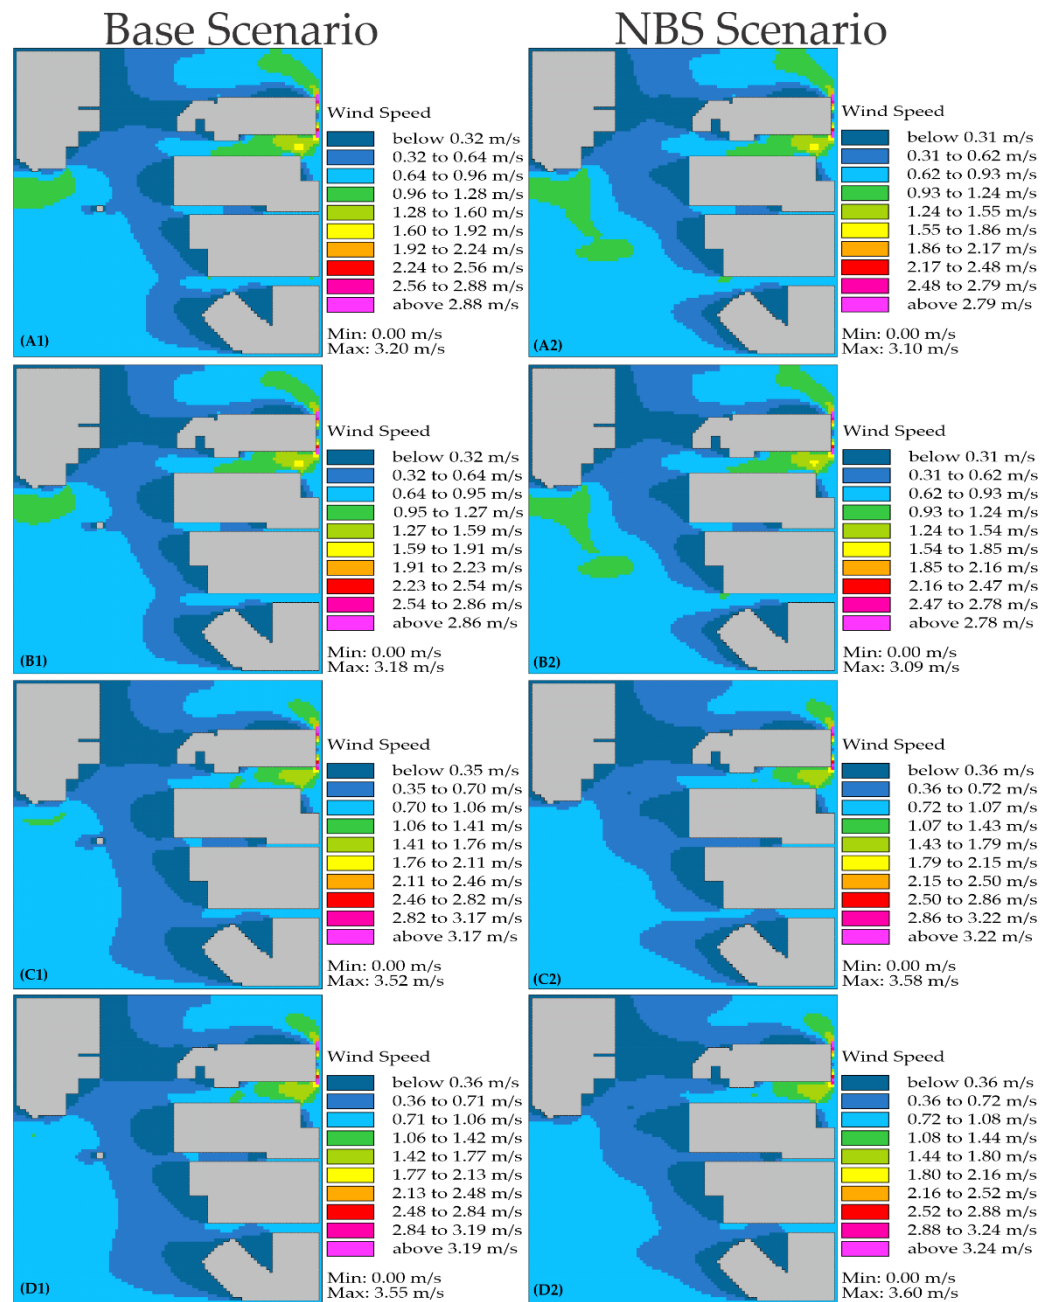 Base Scenario
NBS Scenario
Wind Speed
below 0.32 m/s
0.32 to 0.64 m/s
0.64 to 0.96 m/s
0.96 to 1.28 m/s
1.28 to 1.60 m/s
1.60 to 1.92 m/s
1.92 to 2.24 m/s
2.24 to 2.56 m/s
2.56 to 2.88 m/s
above 2.88 m/s
Min: 0.00 m/s
Max: 3.20 m/s
(A1)
Wind Speed
below 0.31 m/s
0.31 to 0.62 m/s
0.62 to 0.93 m/s
0.93 to 1.24 m/s
1.24 to 1.55 m/s
1.55 to 1.86 m/s
1.86 to 2.17 m/s
2.17 to 2.48 m/s
2.48 to 2.79 m/s
above 2.79 m/s
Min: 0.00 m/s
Max: 3.10 m/s
(A2)
Wind Speed
below 0.32 m/s
0.32 to 0.64 m/s
0.64 to 0.95 m/s
0.95 to 1.27 m/s
1.27 to 1.59 m/s
1.59 to 1.91 m/s
1.91 to 2.23 m/s
2.23 to 2.54 m/s
2.54 to 2.86 m/s
above 2.86 m/s
Min: 0.00 m/s
Max: 3.18 m/s
(B1)
Wind Speed
below 0.31 m/s
0.31 to 0.62 m/s
0.62 to 0.93 m/s
0.93 to 1.24 m/s
1.24 to 1.54 m/s
1.54 to 1.85 m/s
1.85 to 2.16 m/s
2.16 to 2.47 m/s
2.47 to 2.78 m/s
above 2.78 m/s
Min: 0.00 m/s
Max: 3.09 m/s
(B2)
Wind Speed
below 0.35 m/s
0.35 to 0.70 m/s
0.70 to 1.06 m/s
1.06 to 1.41 m/s
1.41 to 1.76 m/s
1.76 to 2.11 m/s
2.11 to 2.46 m/s
2.46 to 2.82 m/s
2.82 to 3.17 m/s
above 3.17 m/s
Min: 0.00 m/s
Max: 3.52 m/s
(C1)
Wind Speed
below 0.36 m/s
0.36 to 0.72 m/s
0.72 to 1.07 m/s
1.07 to 1.43 m/s
1.43 to 1.79 m/s
1.79 to 2.15 m/s
2.15 to 2.50 m/s
2.50 to 2.86 m/s
2.86 to 3.22 m/s
above 3.22 m/s
Min: 0.00 m/s
Max: 3.58 m/s
(C2)
Wind Speed
below 0.36 m/s
0.36 to 0.71 m/s
0.71 to 1.06 m/s
1.06 to 1.42 m/s
1.42 to 1.77 m/s
1.77 to 2.13 m/s
2.13 to 2.48 m/s
2.48 to 2.84 m/s
2.84 to 3.19 m/s
above 3.19 m/s
Min: 0.00 m/s
Max: 3.55 m/s
(D1)
Wind Speed
below 0.36 m/s
0.36 to 0.72 m/s
0.72 to 1.08 m/s
1.08 to 1.44 m/s
1.44 to 1.80 m/s
1.80 to 2.16 m/s
2.16 to 2.52 m/s
2.52 to 2.88 m/s
2.88 to 3.24 m/s
above 3.24 m/s
Min: 0.00 m/s
Max: 3.60 m/s
(D2)